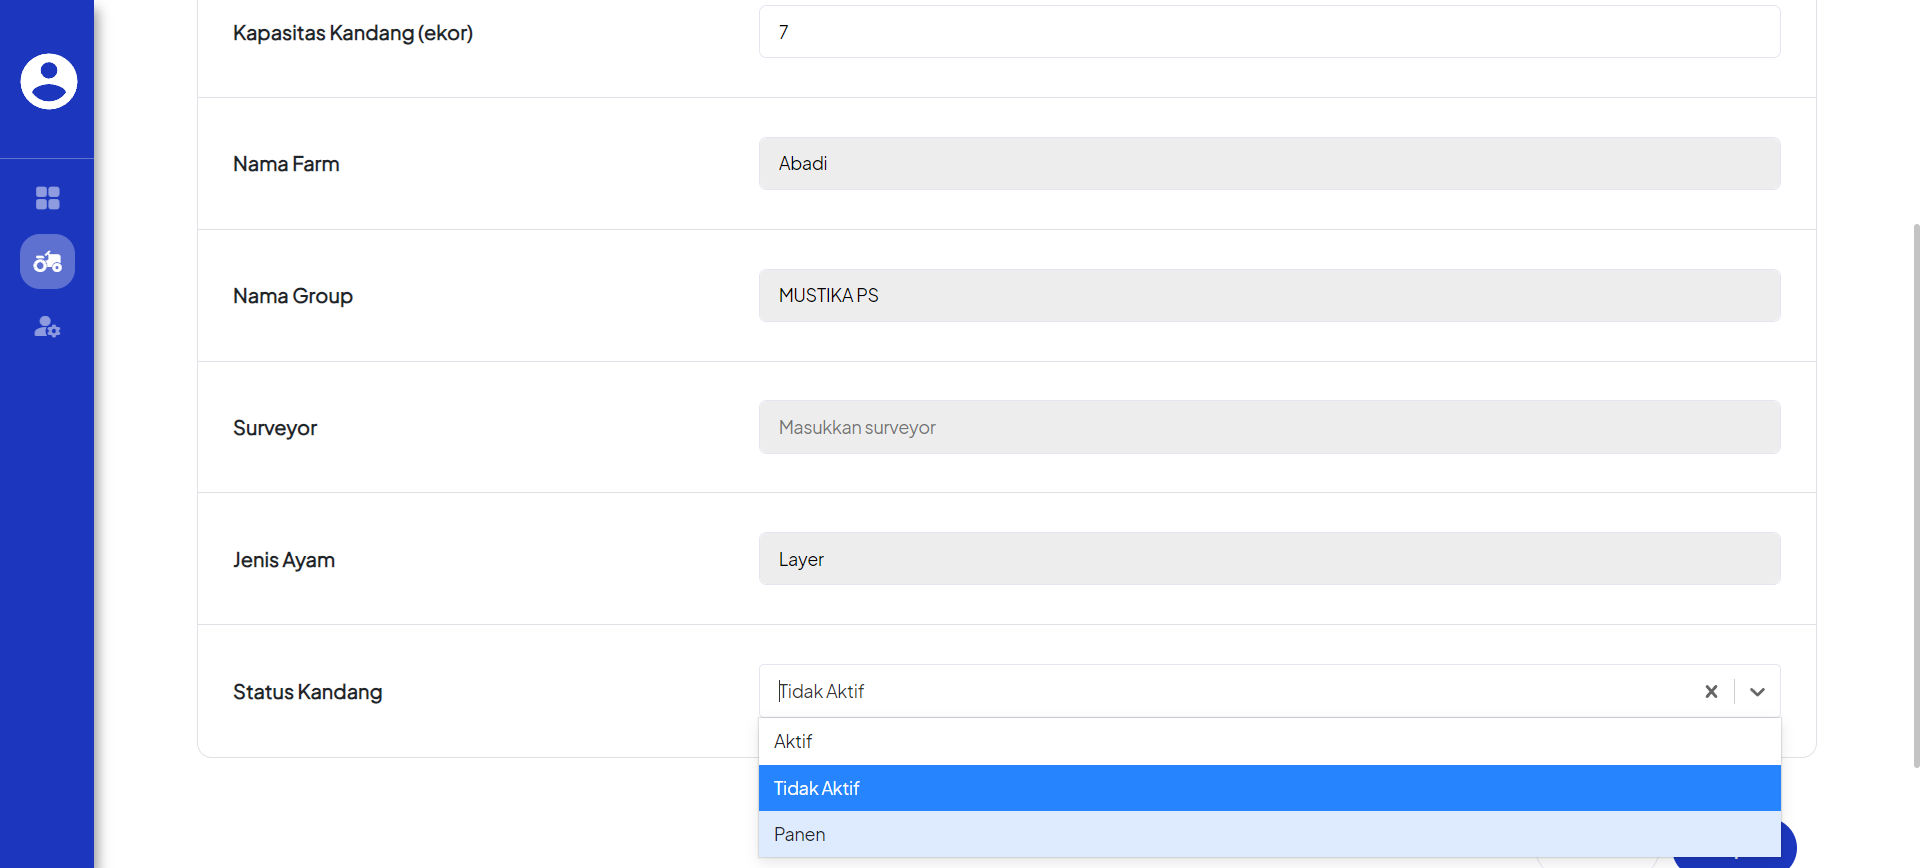 Kapasitas Kandang (ekor)
7
Nama Farm
Abadi
Nama Group
MUSTIKA PS
Surveyor
Masukkan surveyor
Jenis Ayam
Layer
Status Kandang
Tidak Aktif
Aktif
Tidak Aktif
Panen